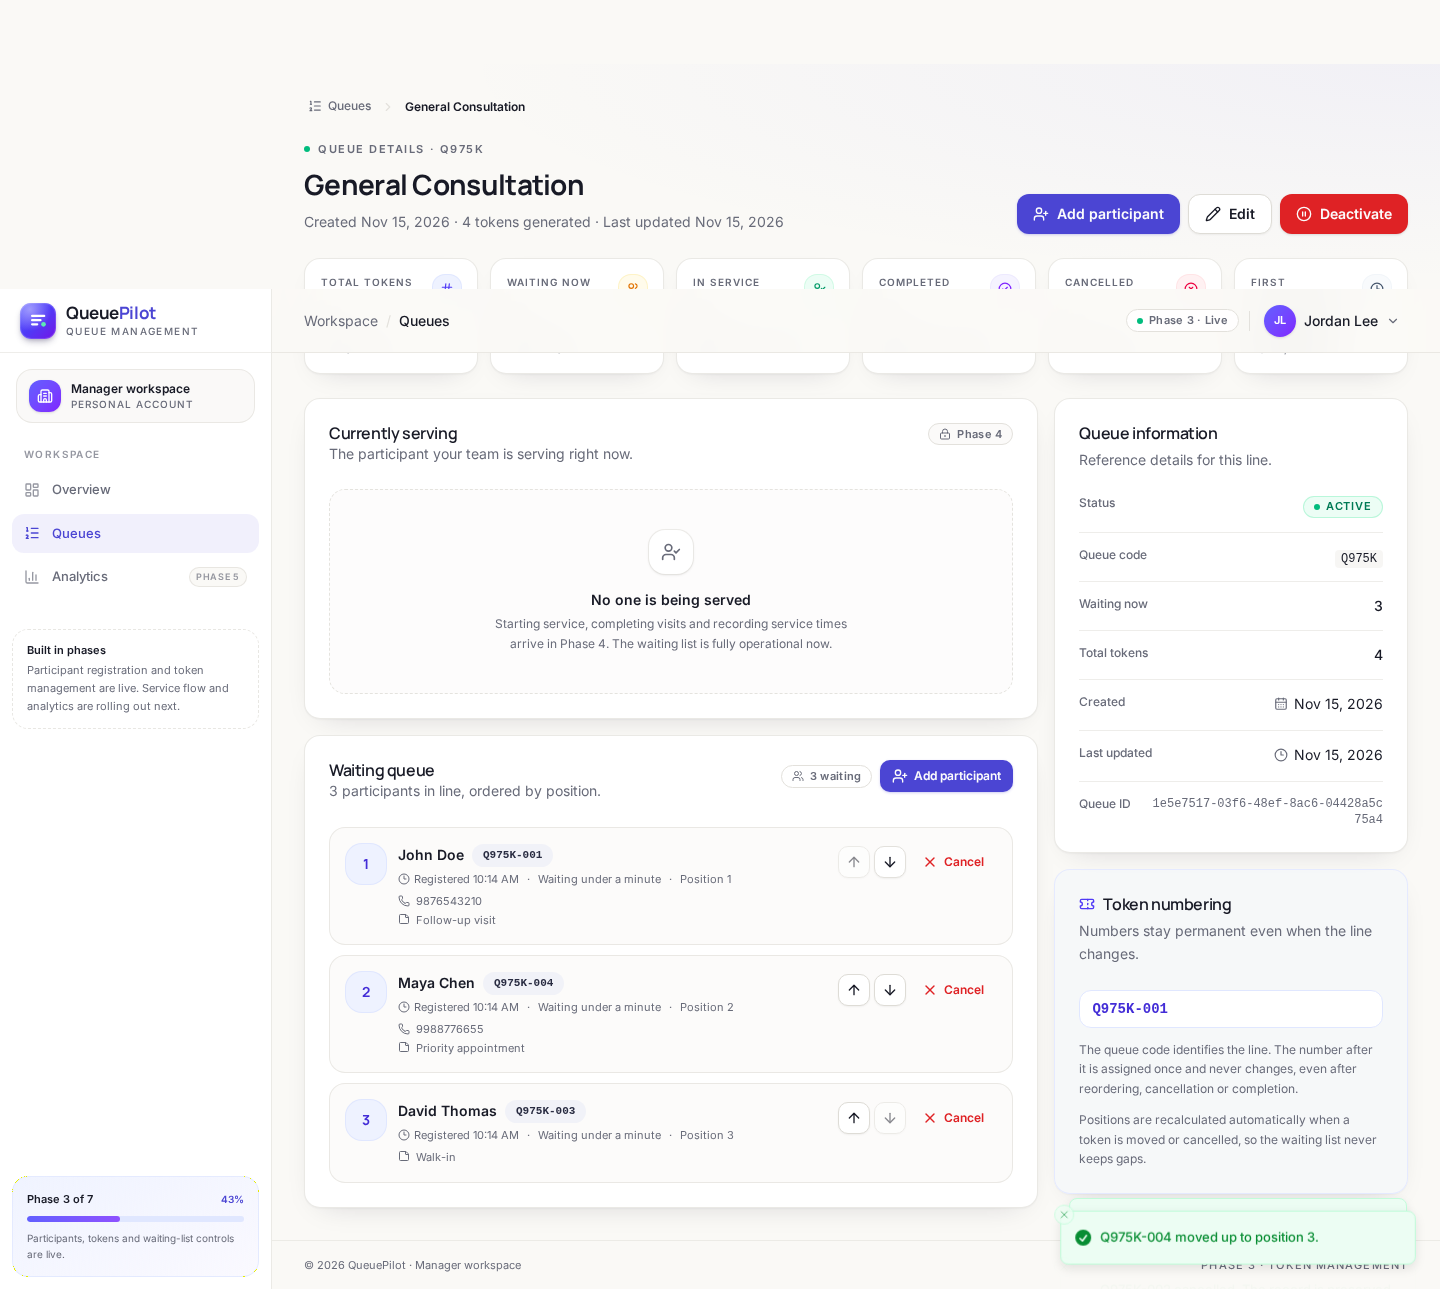 Queues
General Consultation
QUEUE DETAILS · Q975K
General Consultation
Created Nov 15, 2026 · 4 tokens generated · Last updated Nov 15, 2026
Add participant
Edit
Deactivate
TOTAL TOKENS
WAITING NOW
IN SERVICE
COMPLETED
CANCELLED
FIRST
QueuePilot
QUEUE MANAGEMENT
Workspace / Queues
Phase 3 · Live
JL
Jordan Lee
Manager workspace
PERSONAL ACCOUNT
WORKSPACE
Overview
Queues
Analytics
PHASE 5
Built in phases
Participant registration and token
management are live. Service flow and
analytics are rolling out next.
Phase 3 of 7
43%
Participants, tokens and waiting-list controls
are live.
Currently serving
The participant your team is serving right now.
Phase 4
No one is being served
Starting service, completing visits and recording service times
arrive in Phase 4. The waiting list is fully operational now.
Waiting queue
3 participants in line, ordered by position.
3 waiting
Add participant
1
John Doe
Q975K-001
Registered 10:14 AM · Waiting under a minute · Position 1
9876543210
Follow-up visit
Cancel
2
Maya Chen
Q975K-004
Registered 10:14 AM · Waiting under a minute · Position 2
9988776655
Priority appointment
Cancel
3
David Thomas
Q975K-003
Registered 10:14 AM · Waiting under a minute · Position 3
Walk-in
Cancel
Queue information
Reference details for this line.
Status
ACTIVE
Queue code
Q975K
Waiting now
3
Total tokens
4
Created
Nov 15, 2026
Last updated
Nov 15, 2026
Queue ID
1e5e7517-03f6-48ef-8ac6-04428a5c
75a4
Token numbering
Numbers stay permanent even when the line
changes.
Q975K-001
The queue code identifies the line. The number after
it is assigned once and never changes, even after
reordering, cancellation or completion.
Positions are recalculated automatically when a
token is moved or cancelled, so the waiting list never
keeps gaps.
Q975K-004 moved up to position 3.
© 2026 QueuePilot · Manager workspace
PHASE 3 · TOKEN MANAGEMENT